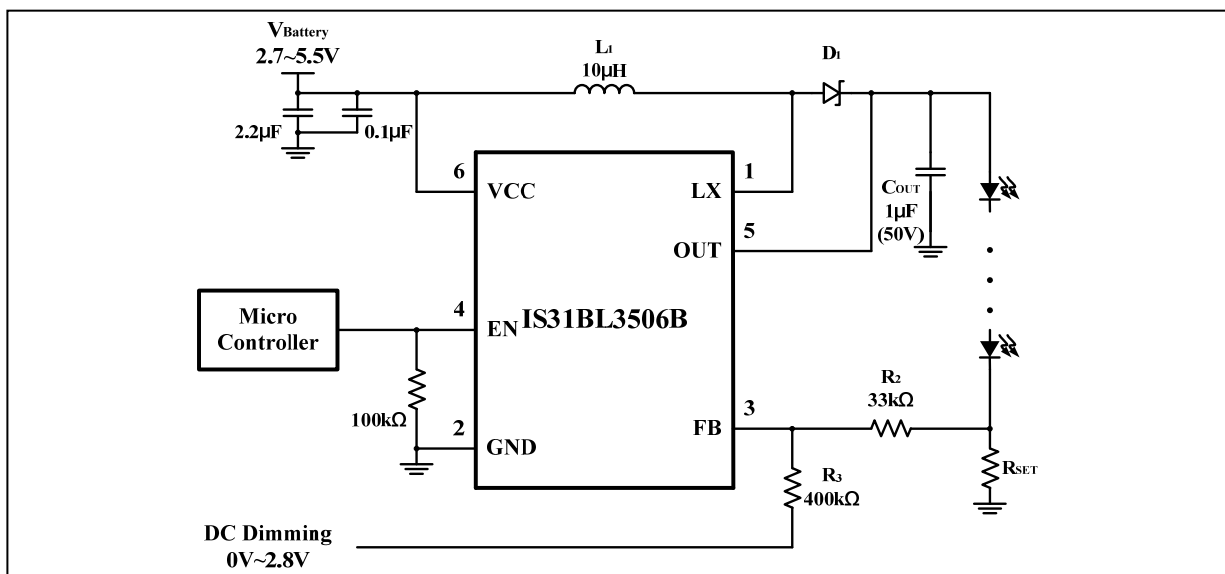 VBattery
2.7~5.5V
L1
10μH
D1
2.2μF
0.1μF
6
VCC
LX
1
COUT
1μF
(50V)
OUT
5
Micro
Controller
4
EN
IS31BL3506B
100kΩ
2
GND
FB
3
R2
33kΩ
RSET
R3
400kΩ
DC Dimming
0V~2.8V